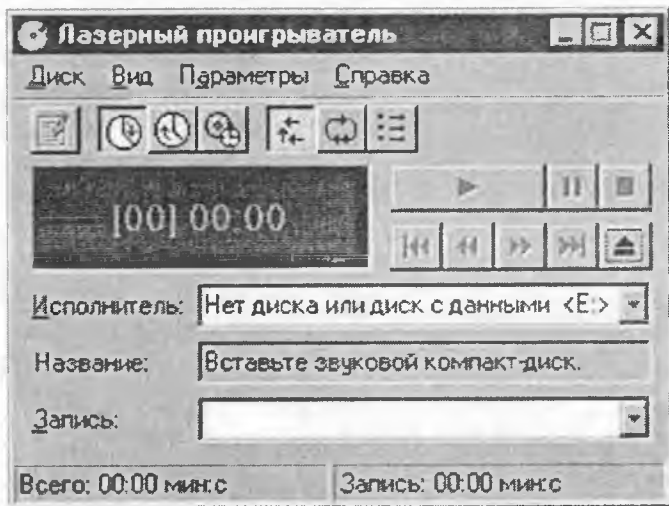 Лазерный проигрыватель
Диск Вид Параметры Справка
[00] 00:00
Исполнитель: Нет диска или диск с данными <E:>
Название: Вставьте звуковой компакт-диск.
Запись:
Всего: 00:00 мин:с Запись: 00:00 мин:с